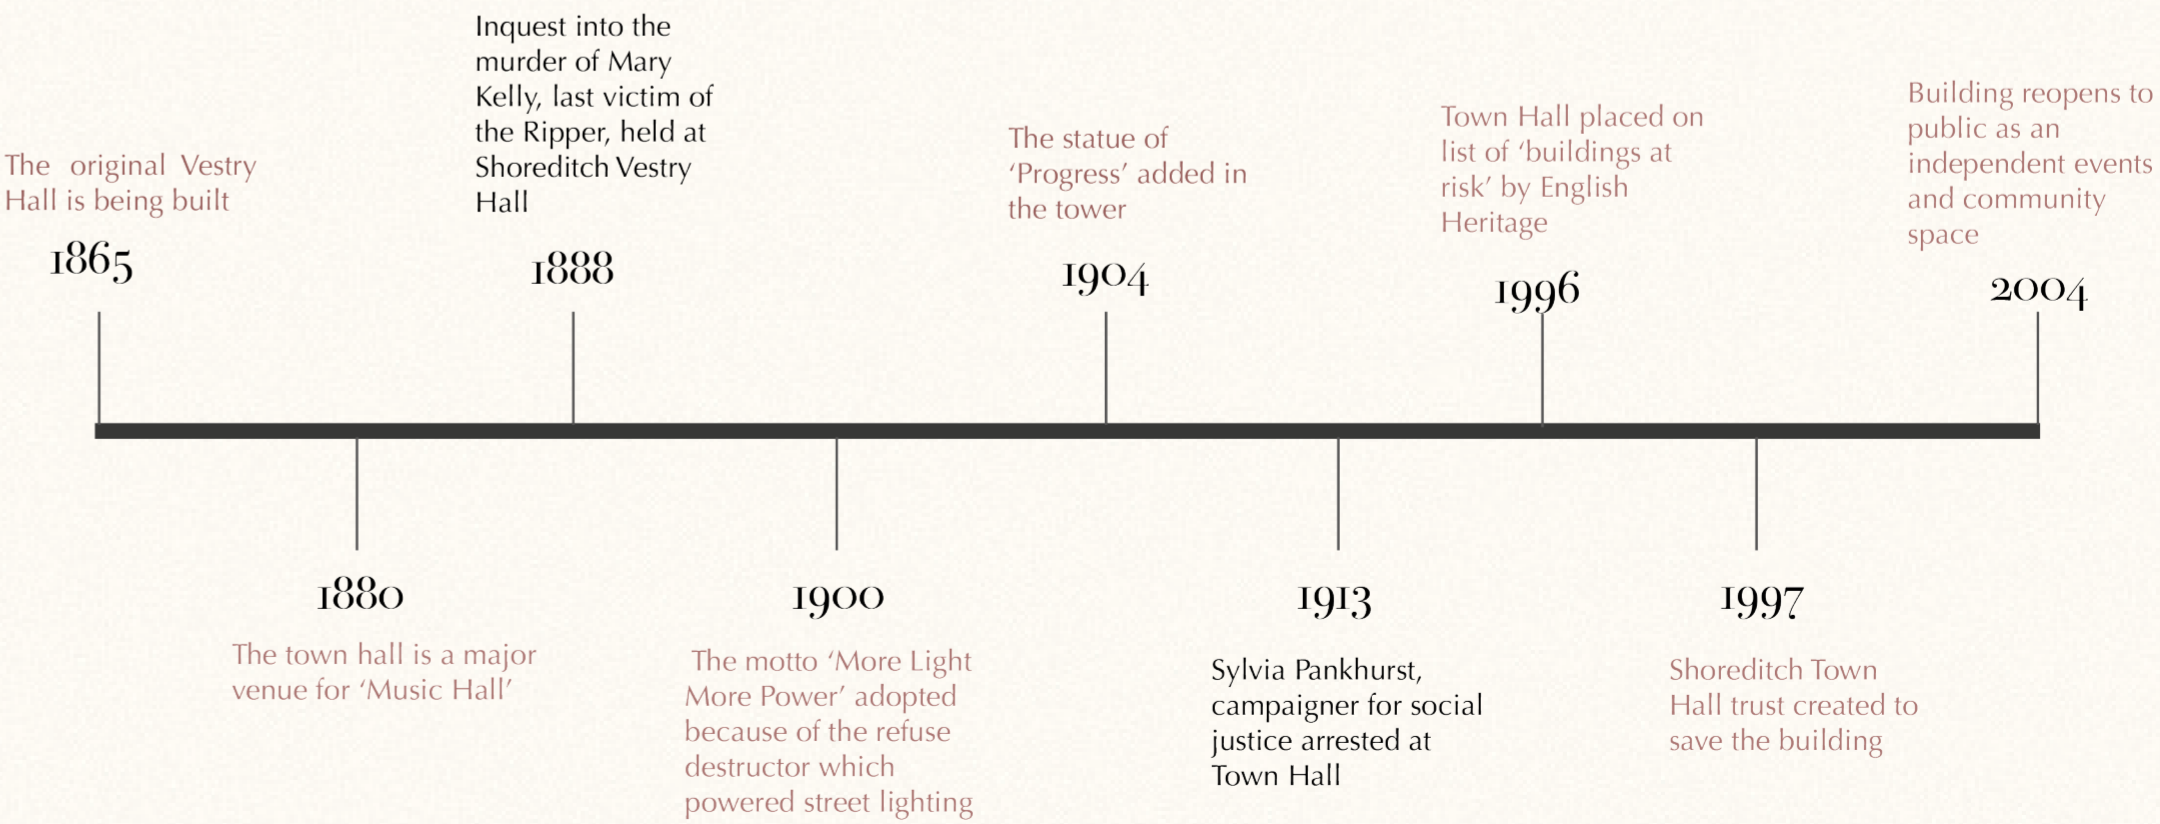 The original Vestry
Hall is being built
1865
Inquest into the
murder of Mary
Kelly, last victim of
the Ripper, held at
Shoreditch Vestry
Hall
1888
The statue of
‘Progress’ added in
the tower
1904
Town Hall placed on
list of ‘buildings at
risk’ by English
Heritage
1996
Building reopens to
public as an
independent events
and community
space
2004
1880
The town hall is a major
venue for ‘Music Hall’
1900
The motto ‘More Light
More Power’ adopted
because of the refuse
destructor which
powered street lighting
1913
Sylvia Pankhurst,
campaigner for social
justice arrested at
Town Hall
1997
Shoreditch Town
Hall trust created to
save the building